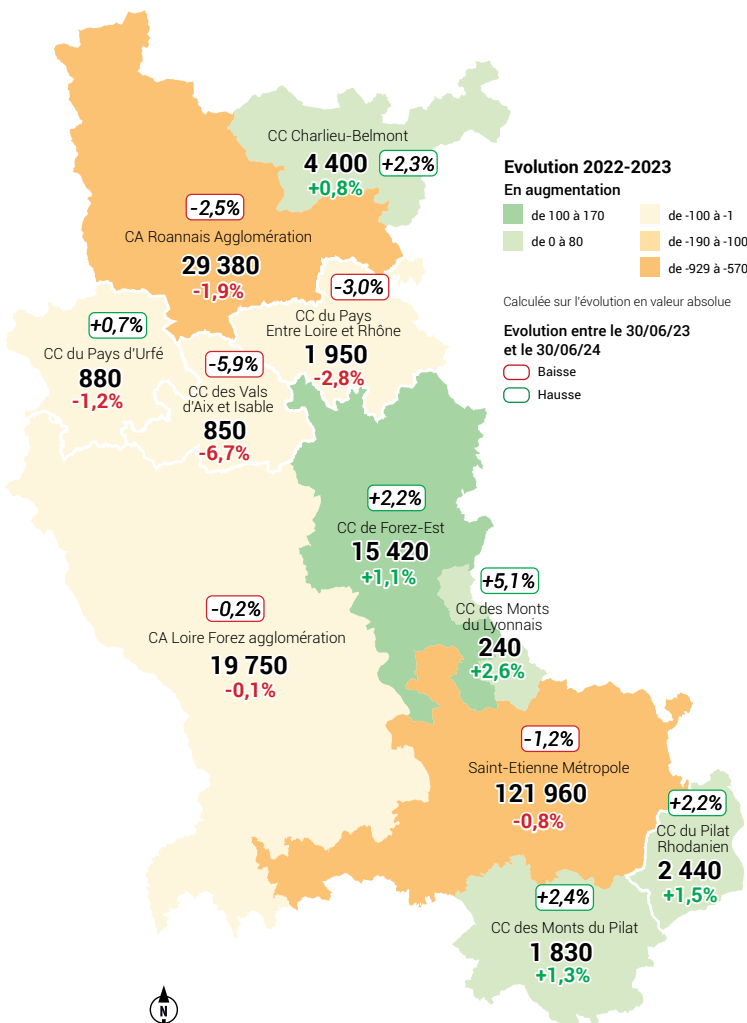 CC Charlieu-Belmont
4 400
+2,3%
+0,8%
Evolution 2022-2023
En augmentation
de 100 à 170
de -100 à -1
de 0 à 80
de -190 à -100
de -929 à -570
Calculée sur l'évolution en valeur absolue
Evolution entre le 30/06/23
et le 30/06/24
Baisse
Hausse
-2,5%
CA Roannais Agglomération
29 380
-1,9%
-3,0%
CC du Pays
Entre Loire et Rhône
1 950
-2,8%
+0,7%
CC du Pays d'Urfé
880
-1,2%
-5,9%
CC des Vals
d'Aix et Isable
850
-6,7%
+2,2%
CC de Forez-Est
15 420
+1,1%
+5,1%
CC des Monts
du Lyonnais
240
+2,6%
-0,2%
CA Loire Forez agglomération
19 750
-0,1%
-1,2%
Saint-Etienne Métropole
121 960
-0,8%
+2,2%
CC du Pilat
Rhodanien
2 440
+1,5%
+2,4%
CC des Monts du Pilat
1 830
+1,3%
N